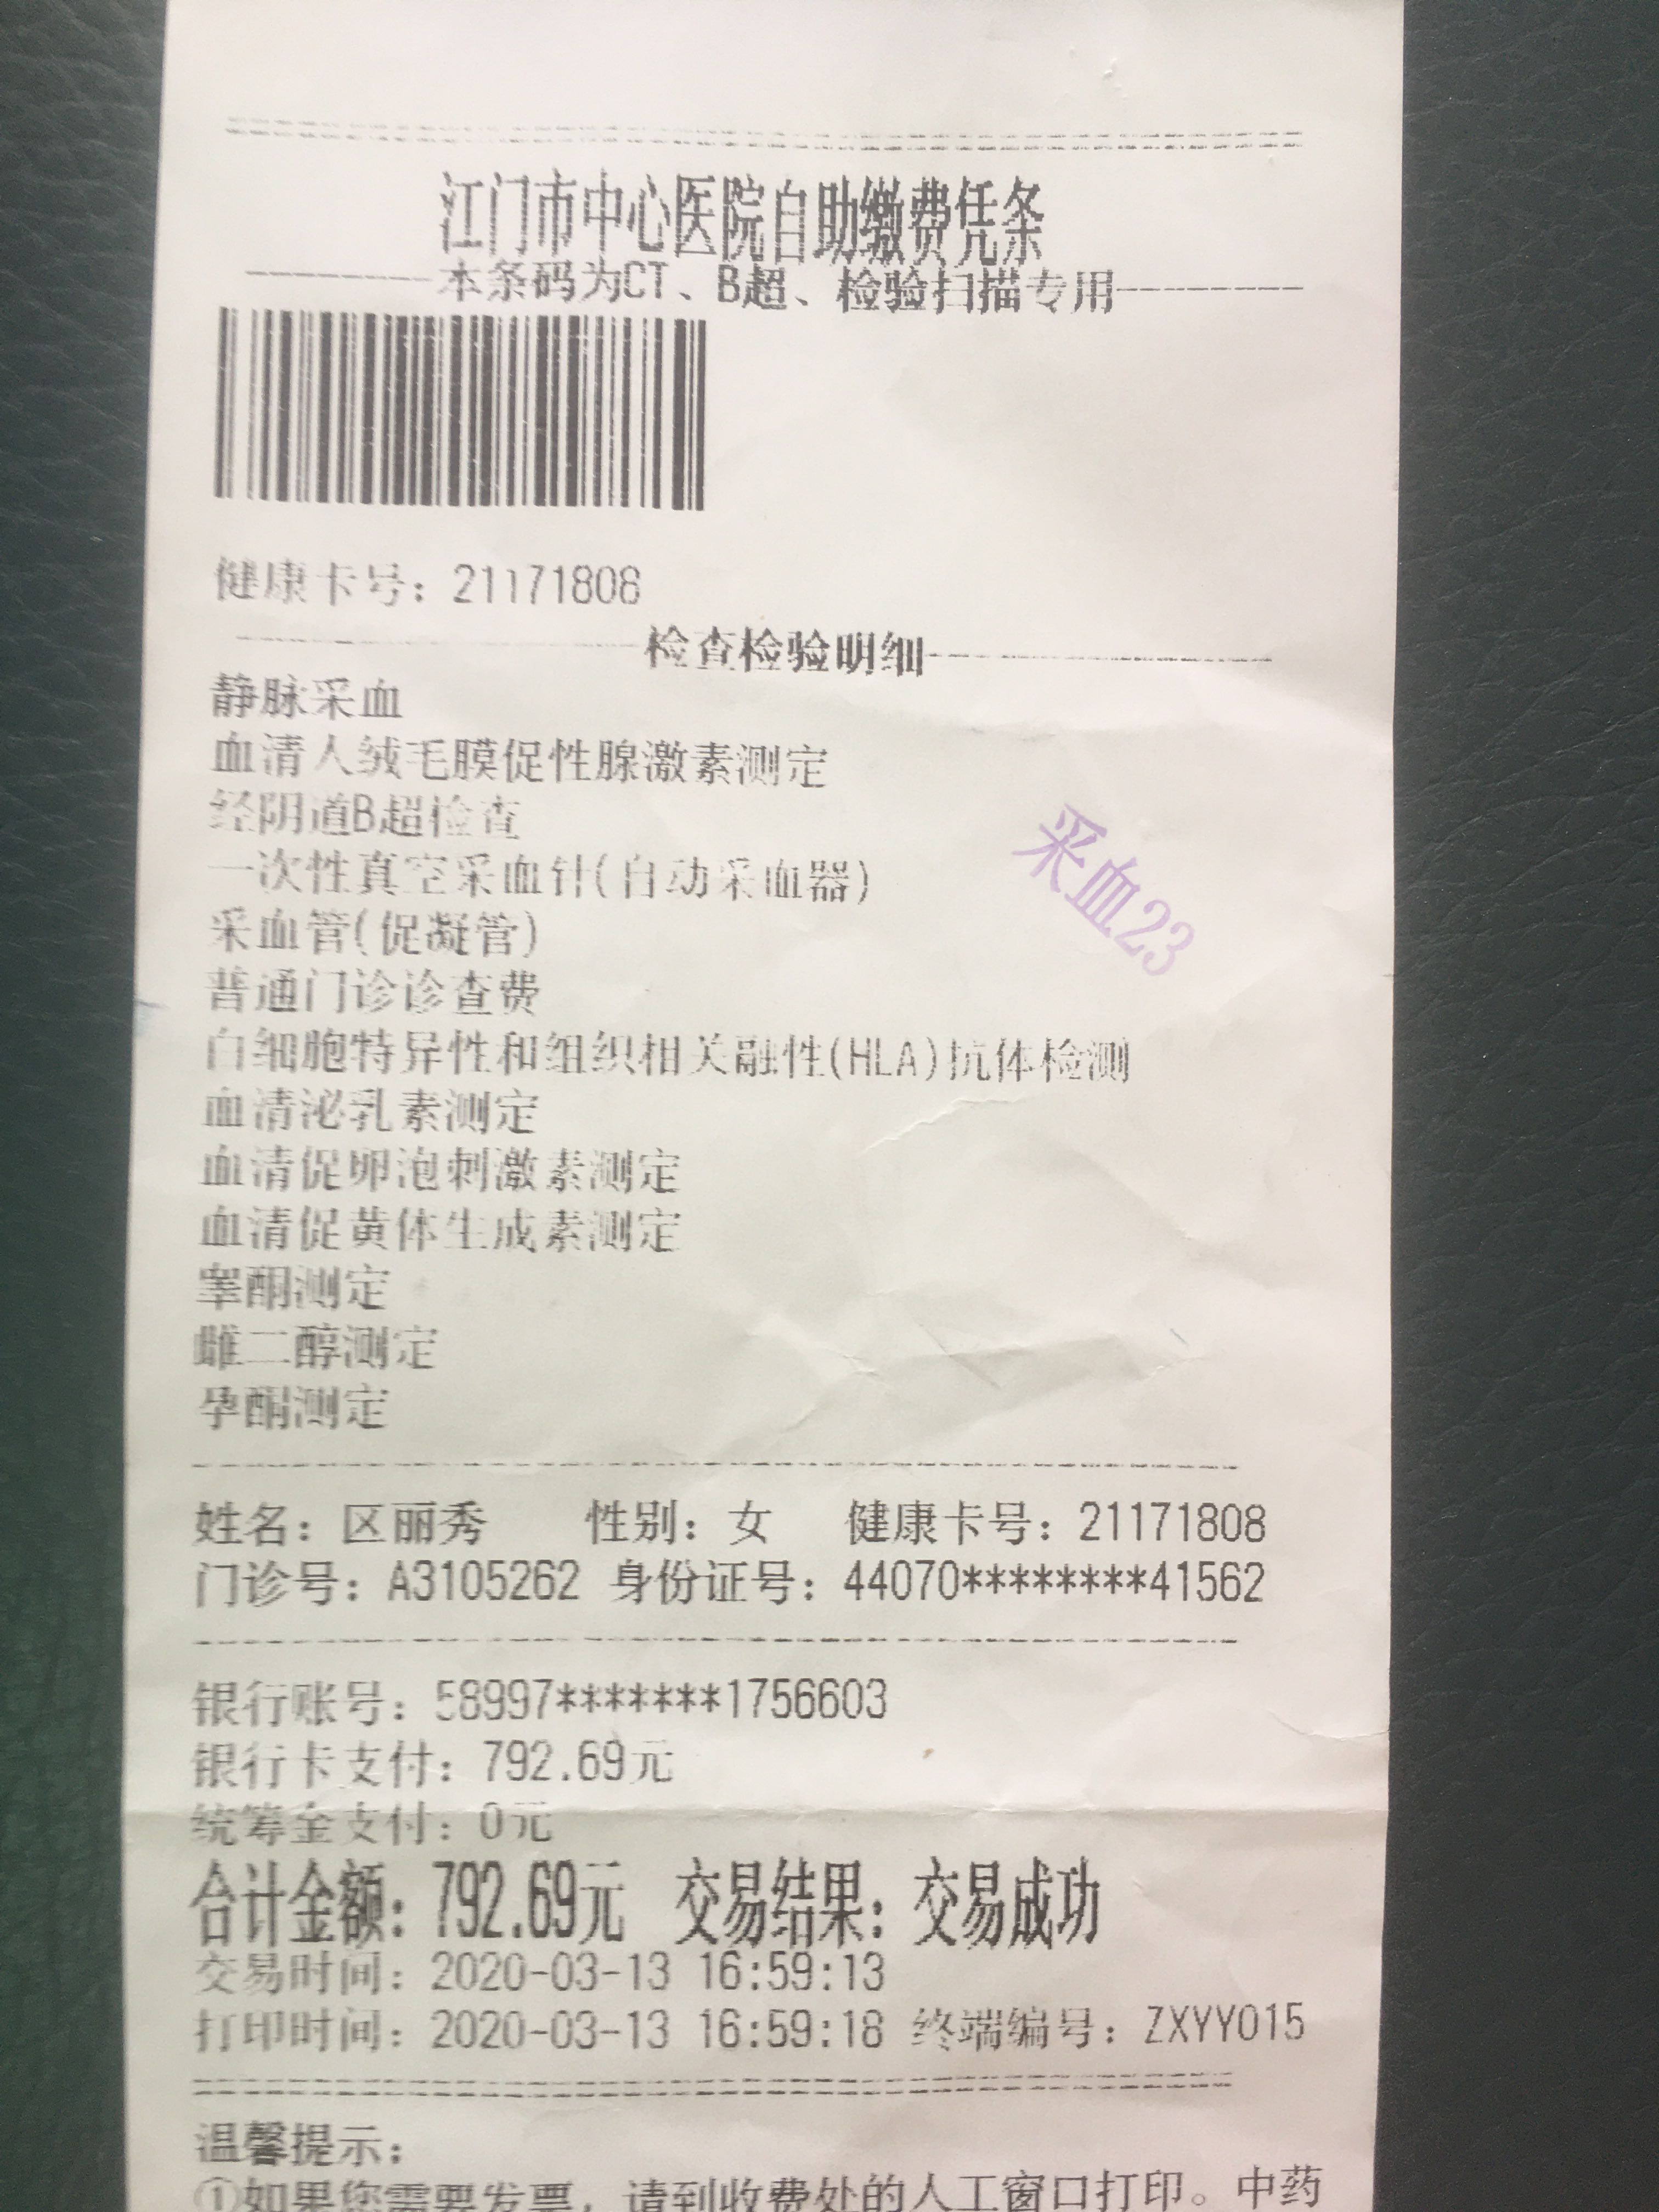 江门市中心医院自助缴费凭条
本条码为CT、B超、检验扫描专用
健康卡号：21171808
检查检验明细
静脉采血
血清人绒毛膜促性腺激素测定
经阴道B超检查
一次性真空采血针(自动采血器)
采血23
采血管(促凝管)
普通门诊诊查费
白细胞特异性和组织相关融性(HLA)抗体检测
血清泌乳素测定
血清促卵泡刺激素测定
血清促黄体生成素测定
睾酮测定
雌二醇测定
孕酮测定
姓名：区丽秀 性别：女 健康卡号：21171808
门诊号：A3105262 身份证号：44070********41562
银行账号：58997*******1756603
银行卡支付：792.69元
统筹金支付：0元
合计金额：792.69元 交易结果：交易成功
交易时间：2020-03-13 16:59:13
打印时间：2020-03-13 16:59:18 终端编号：ZXYY015
温馨提示：
①如果您需要发票，请到收费处的人工窗口打印。中药